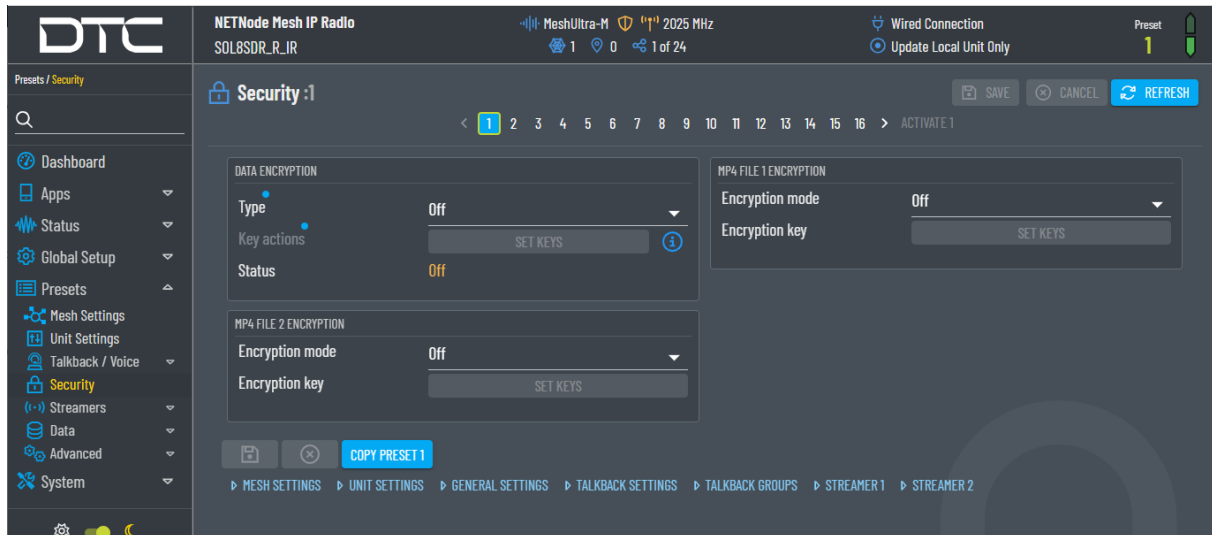 DTC
NETNode Mesh IP Radio
SOL8SDR_R_IR
MeshUltra-M 2025 MHz
1 0 1 of 24
Wired Connection
Update Local Unit Only
Preset
1
Presets / Security
Dashboard
Apps
Status
Global Setup
Presets
Mesh Settings
Unit Settings
Talkback / Voice
Security
Streamers
Data
Advanced
System
Security :1
SAVE CANCEL REFRESH
< 1 2 3 4 5 6 7 8 9 10 11 12 13 14 15 16 > ACTIVATE 1
DATA ENCRYPTION
Type Off
Key actions SET KEYS
Status Off
MP4 FILE 1 ENCRYPTION
Encryption mode Off
Encryption key SET KEYS
MP4 FILE 2 ENCRYPTION
Encryption mode Off
Encryption key SET KEYS
COPY PRESET 1
MESH SETTINGS UNIT SETTINGS GENERAL SETTINGS TALKBACK SETTINGS TALKBACK GROUPS STREAMER 1 STREAMER 2